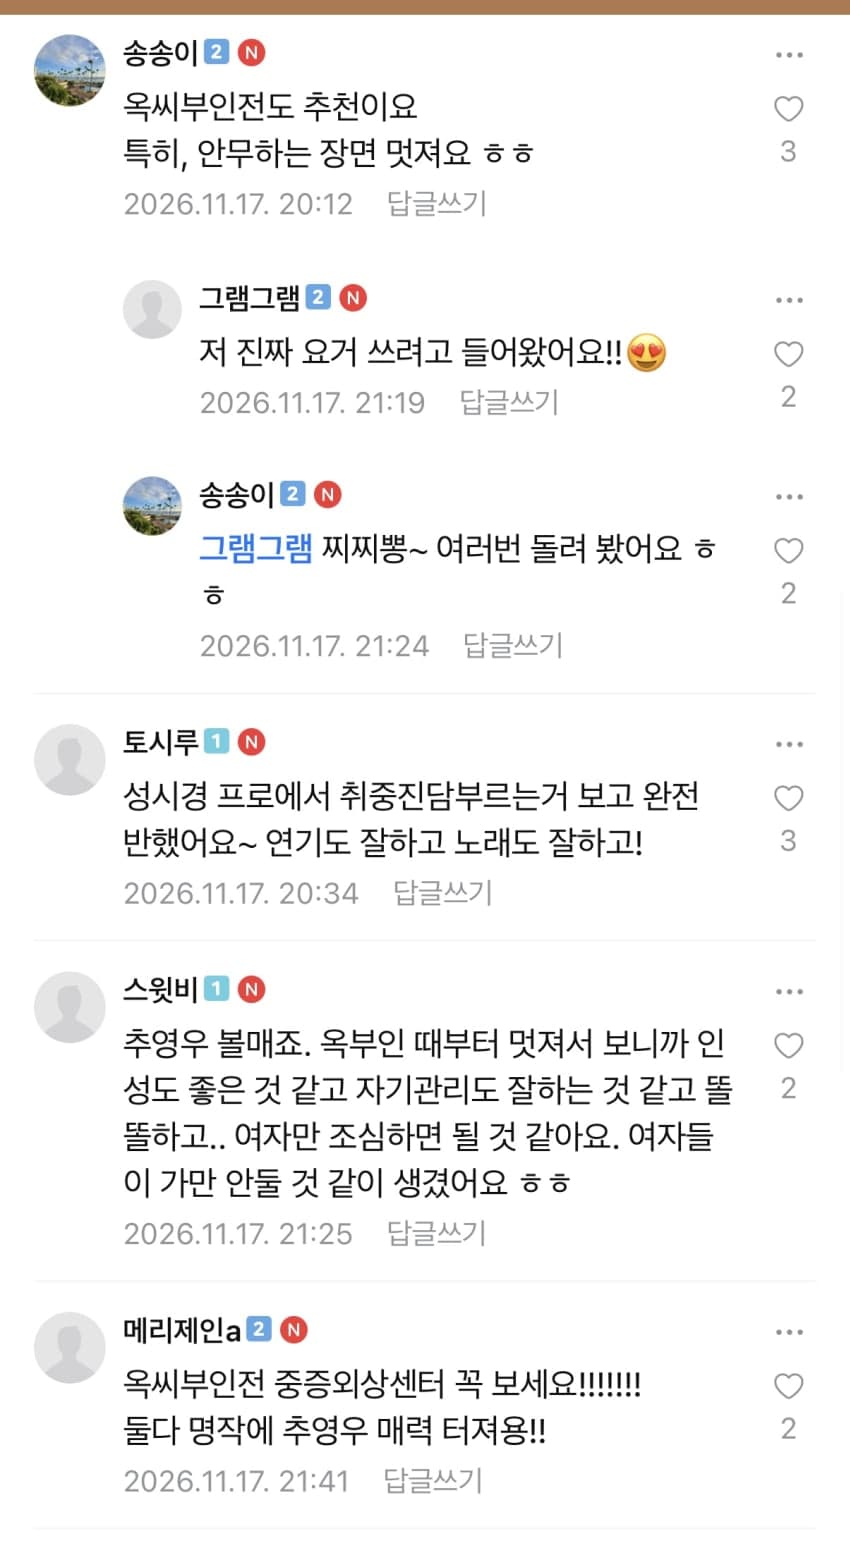 송송이 2 N
옥씨부인전도 추천이요
특히, 안무하는 장면 멋져요 ㅎㅎ
3
2026.11.17. 20:12 답글쓰기
그램그램 2 N
저 진짜 요거 쓰려고 들어왔어요!!😍
2026.11.17. 21:19 답글쓰기
2
송송이 2 N
그램그램 찌찌뽕~ 여러번 돌려 봤어요 ㅎ
ㅎ
2
2026.11.17. 21:24 답글쓰기
토시루 1 N
성시경 프로에서 취중진담부르는거 보고 완전
반했어요~ 연기도 잘하고 노래도 잘하고!
3
2026.11.17. 20:34 답글쓰기
스윗비 1 N
추영우 볼매죠. 옥부인 때부터 멋져서 보니까 인
성도 좋은 것 같고 자기관리도 잘하는 것 같고 똘
2
똘하고.. 여자만 조심하면 될 것 같아요. 여자들
이 가만 안둘 것 같이 생겼어요 ㅎㅎ
2026.11.17. 21:25 답글쓰기
메리제인a 2 N
옥씨부인전 중증외상센터 꼭 보세요!!!!!!!
둘다 명작에 추영우 매력 터져용!!
2
2026.11.17. 21:41 답글쓰기